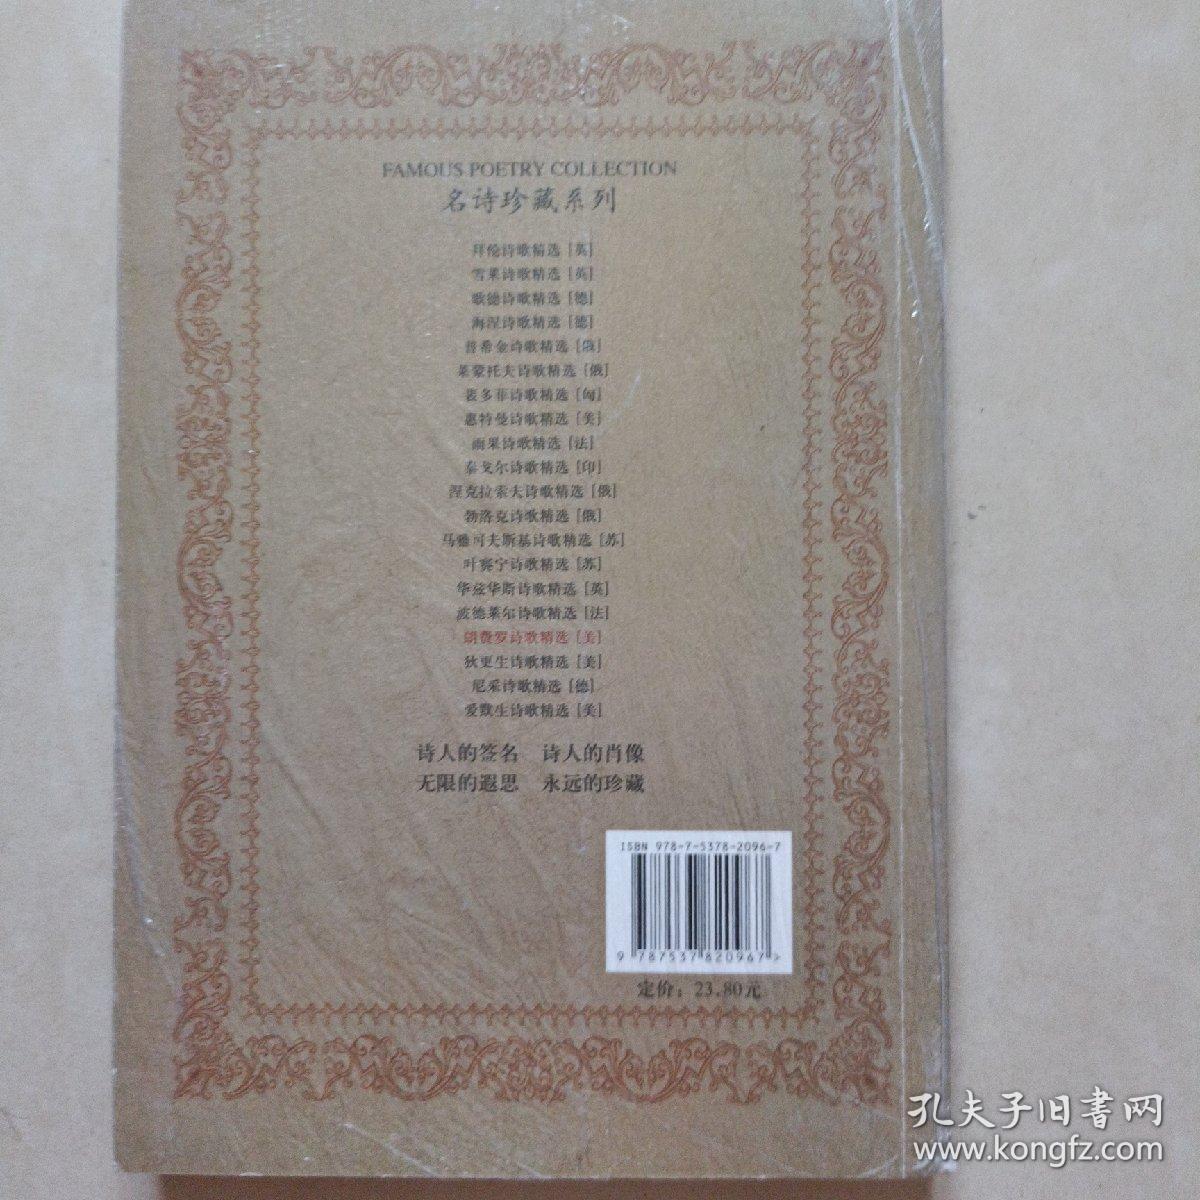 FAMOUS POETRY COLLECTION
名诗珍藏系列
拜伦诗歌精选 [英]
雪莱诗歌精选 [英]
歌德诗歌精选 [德]
海涅诗歌精选 [德]
普希金诗歌精选 [俄]
莱蒙托夫诗歌精选 [俄]
裴多菲诗歌精选 [匈]
惠特曼诗歌精选 [美]
雨果诗歌精选 [法]
泰戈尔诗歌精选 [印]
涅克拉索夫诗歌精选 [俄]
勃洛克诗歌精选 [俄]
马雅可夫斯基诗歌精选 [苏]
叶赛宁诗歌精选 [苏]
华兹华斯诗歌精选 [英]
波德莱尔诗歌精选 [法]
朗费罗诗歌精选 [美]
狄更生诗歌精选 [美]
尼采诗歌精选 [德]
爱默生诗歌精选 [美]
诗人的签名 诗人的肖像
无限的遐思 永远的珍藏
ISBN 978-7-5378-2096-7
9 787537 820967 >
定价：23.80元
孔夫子旧书网
www.kongfz.com